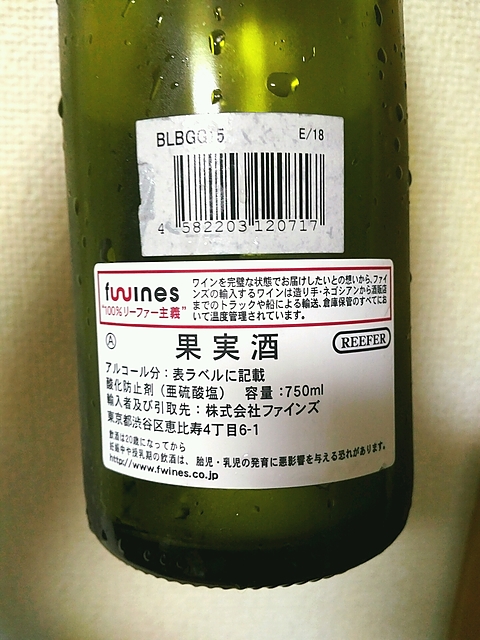 BLBGG15 E/18
4 582203 120717
fwines
"100%リーファー主義"
ワインを完璧な状態でお届けしたいとの想いから、ファイ
ンズの輸入するワインは造り手・ネゴシアンから酒販店
までのトラックや船による輸送、倉庫保管のすべてにお
いて温度管理されています。
A 果実酒 REEFER
アルコール分：表ラベルに記載
酸化防止剤（亜硫酸塩） 容量：750ml
輸入者及び引取先：株式会社ファインズ
東京都渋谷区恵比寿4丁目6-1
飲酒は20歳になってから
妊娠中や授乳期の飲酒は、胎児・乳児の発育に悪影響を与える恐れがあります。
http://www.fwines.co.jp